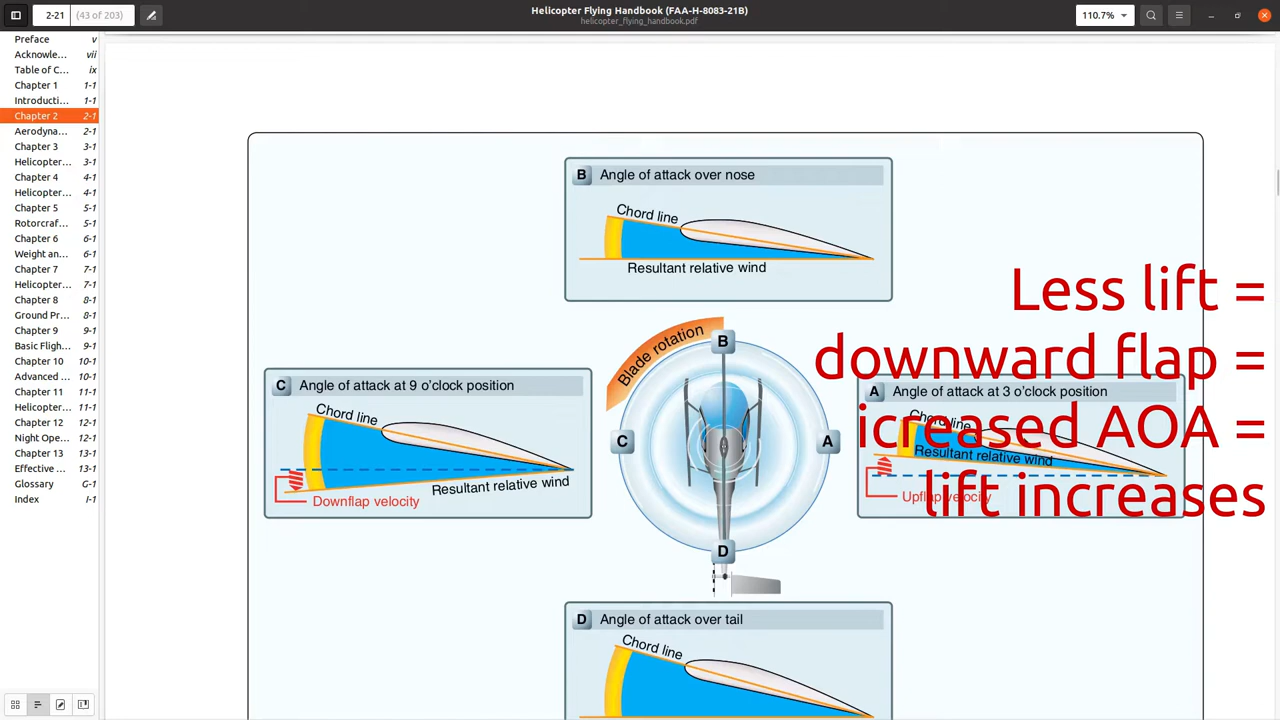 2-21 (43 of 203)
Helicopter Flying Handbook (FAA-H-8083-21B)
helicopter_flying_handbook.pdf
110.7%
Preface v
Acknowle... vii
Table of C... ix
Chapter 1 1-1
Introducti... 1-1
Chapter 2 2-1
Aerodyna... 2-1
Chapter 3 3-1
Helicopter... 3-1
Chapter 4 4-1
Helicopter... 4-1
Chapter 5 5-1
Rotorcraf... 5-1
Chapter 6 6-1
Weight an... 6-1
Chapter 7 7-1
Helicopter... 7-1
Chapter 8 8-1
Ground Pr... 8-1
Chapter 9 9-1
Basic Fligh... 9-1
Chapter 10 10-1
Advanced ... 10-1
Chapter 11 11-1
Helicopter... 11-1
Chapter 12 12-1
Night Ope... 12-1
Chapter 13 13-1
Effective ... 13-1
Glossary G-1
Index I-1
B Angle of attack over nose
Chord line
Resultant relative wind
Blade rotation
B
C
A
D
C Angle of attack at 9 o'clock position
Chord line
Resultant relative wind
Downflap velocity
A Angle of attack at 3 o'clock position
Chord line
Resultant relative wind
Upflap velocity
D Angle of attack over tail
Chord line
Less lift =
downward flap =
icreased AOA =
lift increases